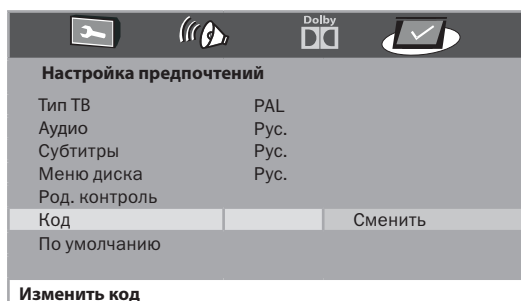 Dolby
Настройка предпочтений
Тип ТВ PAL
Аудио Рус.
Субтитры Рус.
Меню диска Рус.
Род. контроль
Код Сменить
По умолчанию
Изменить код